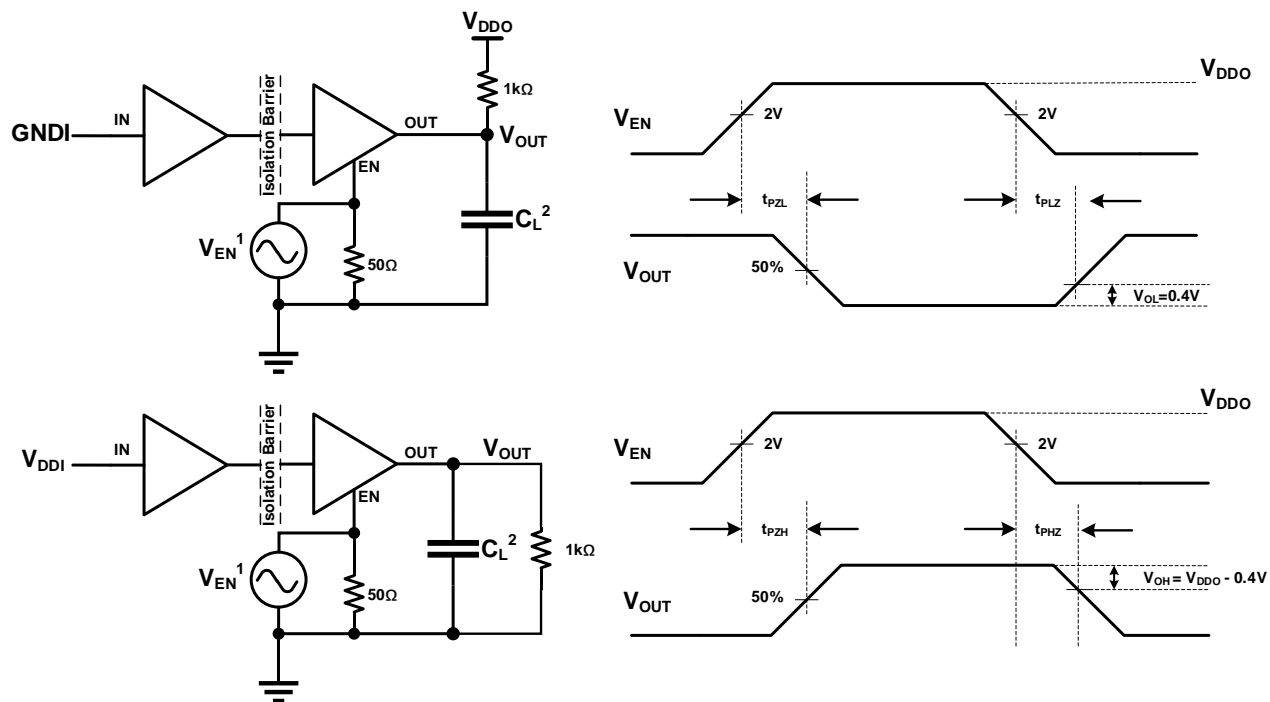 VDDO
1kΩ
GNDI
IN
Isolation Barrier
OUT
VOUT
EN
VEN1
50Ω
CL2
VDDO
VEN
2V
2V
tPZL
tPLZ
VOUT
50%
VOL=0.4V
VDDI
IN
Isolation Barrier
OUT
VOUT
EN
VEN1
50Ω
CL2
1kΩ
VDDO
VEN
2V
2V
tPZH
tPHZ
VOUT
50%
VOH = VDDO - 0.4V